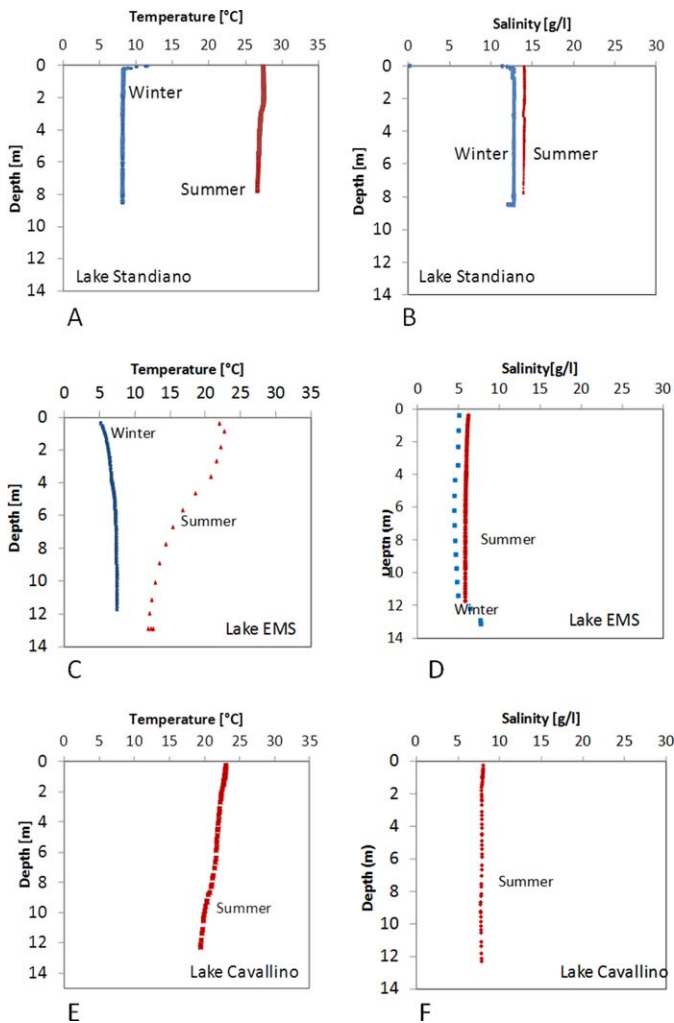 Temperature [°C]
0 5 10 15 20 25 30 35
0
2
4
6
8
10
12
14
Depth [m]
Winter
Summer
Lake Standiano
A
Salinity [g/l]
0 10 20 30
0
2
4
6
8
10
12
14
Depth [m]
Winter Summer
Lake Standiano
B
Temperature [°C]
0 5 10 15 20 25 30 35
0
2
4
6
8
10
12
14
Depth [m]
Winter
Summer
Lake EMS
C
Salinity[g/l]
0 5 10 15 20 25 30
0
2
4
6
8
10
12
14
Depth (m)
Summer
Winter
Lake EMS
D
Temperature [°C]
0 5 10 15 20 25 30 35
0
2
4
6
8
10
12
14
Depth [m]
Summer
Lake Cavallino
E
Salinity [g/l]
0 5 10 15 20 25 30
0
2
4
6
8
10
12
14
Depth (m)
Summer
Lake Cavallino
F